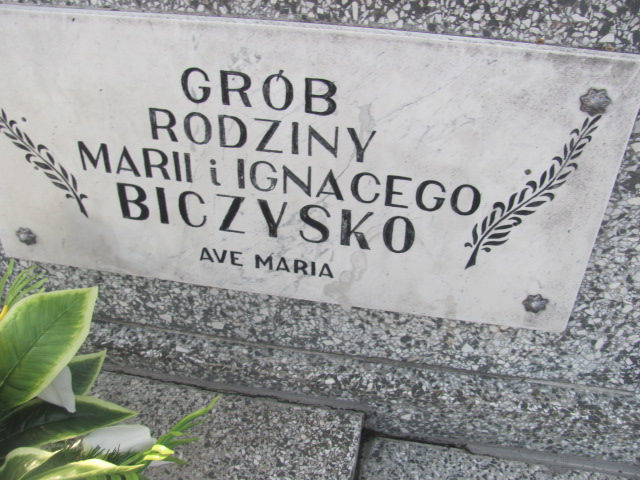 GRÓB
RODZINY
MARII i IGNACEGO
BICZYSKO
AVE MARIA